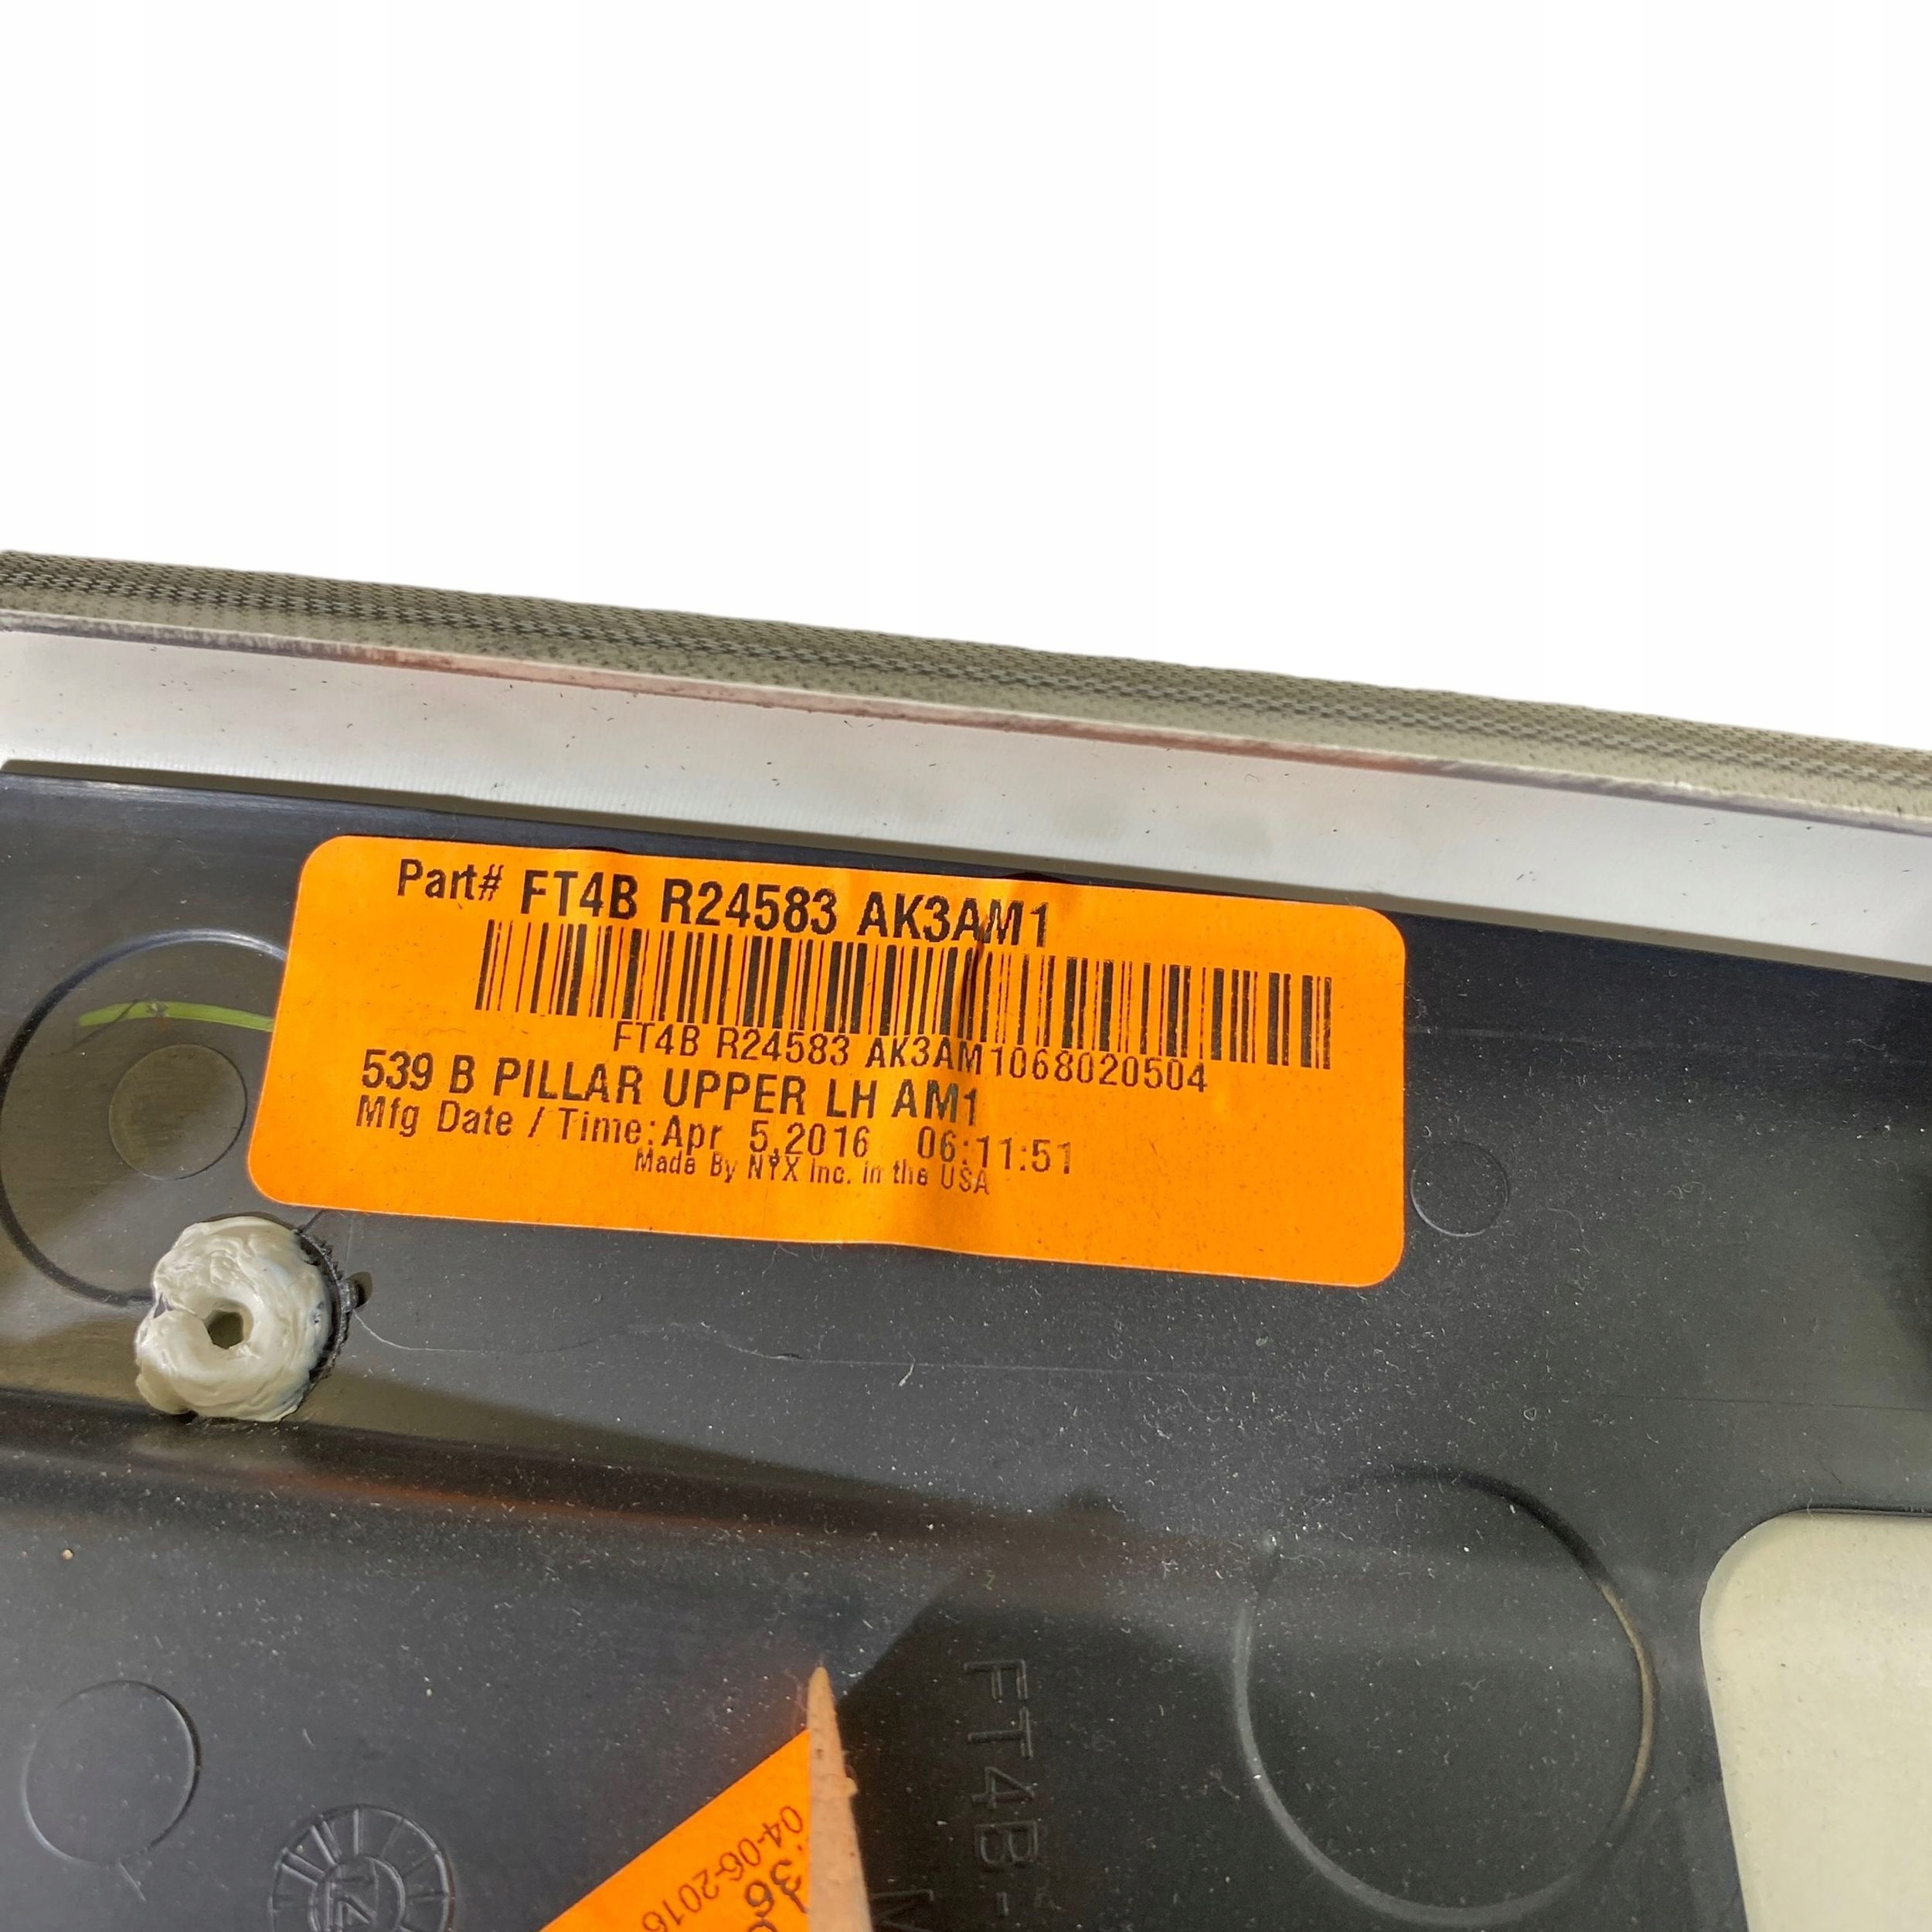 Part# FT4B R24583 AK3AM1
FT4B R24583 AK3AM1068020504
539 B PILLAR UPPER LH AM1
Mfg Date / Time:Apr 5,2016 06:11:51
Made By NYX Inc. in the USA
04-06-2016
FT4B-